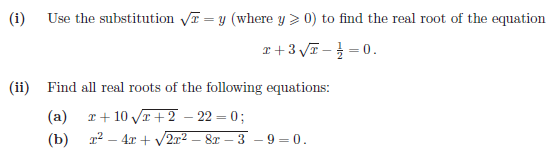 (i) Use the substitution √x = y (where y ⩾ 0) to find the real root of the equation
x + 3 √x − 1/2 = 0 .
(ii) Find all real roots of the following equations:
(a) x + 10 √(x + 2) − 22 = 0 ;
(b) x² − 4x + √(2x² − 8x − 3) − 9 = 0 .